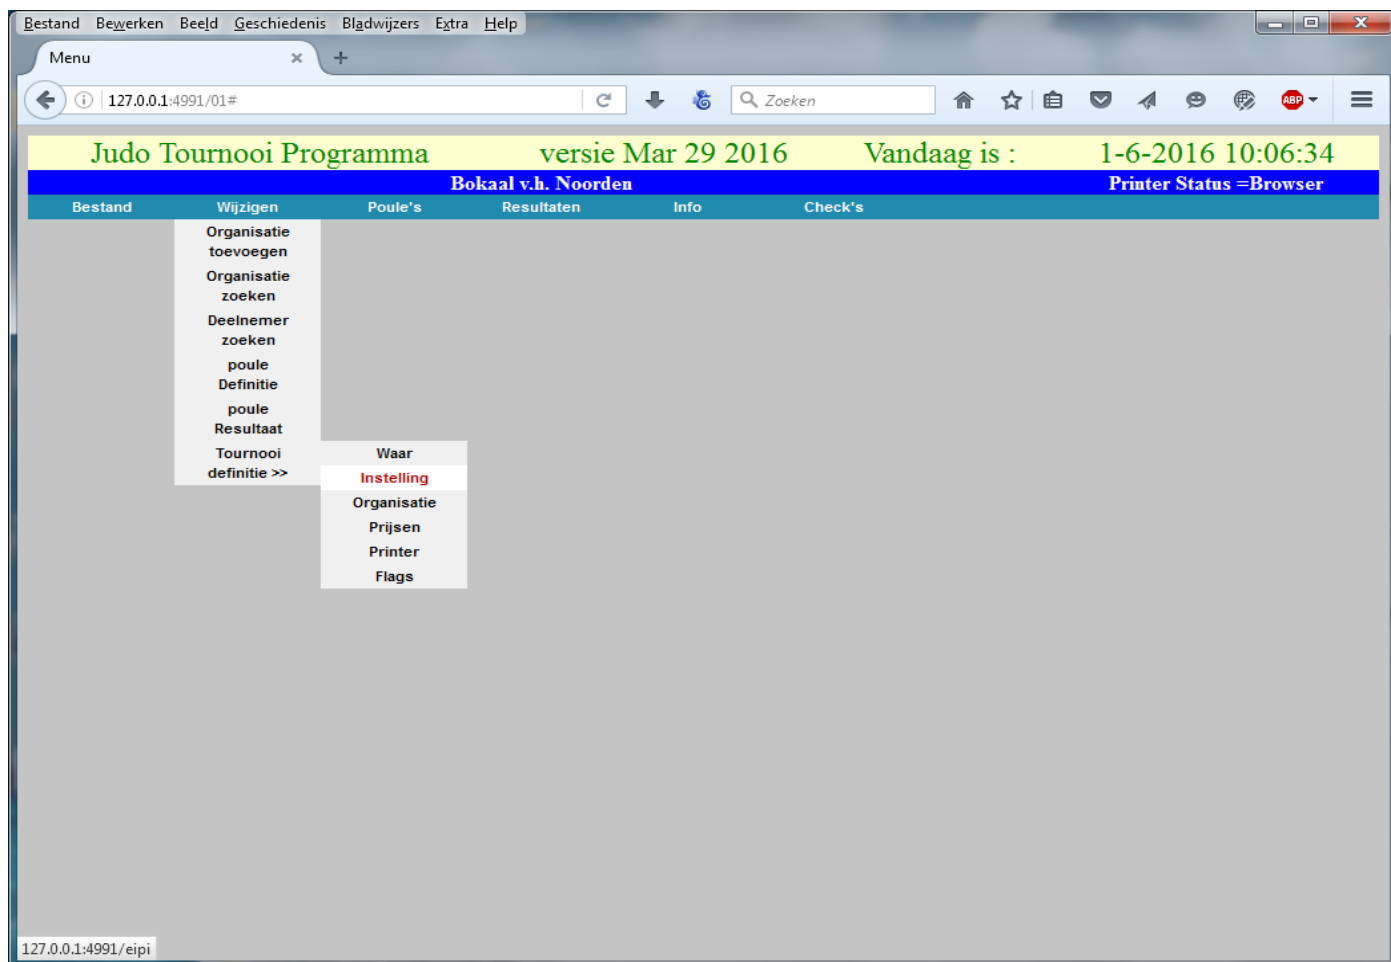 Bestand Bewerken Beeld Geschiedenis Bladwijzers Extra Help
Menu
127.0.0.1:4991/01#
Zoeken
ABP
Judo Tournooi Programma versie Mar 29 2016 Vandaag is : 1-6-2016 10:06:34
Bokaal v.h. Noorden Printer Status =Browser
Bestand Wijzigen Poule's Resultaten Info Check's
Organisatie
toevoegen
Organisatie
zoeken
Deelnemer
zoeken
poule
Definitie
poule
Resultaat
Tournooi
definitie >>
Waar
Instelling
Organisatie
Prijsen
Printer
Flags
127.0.0.1:4991/eipi